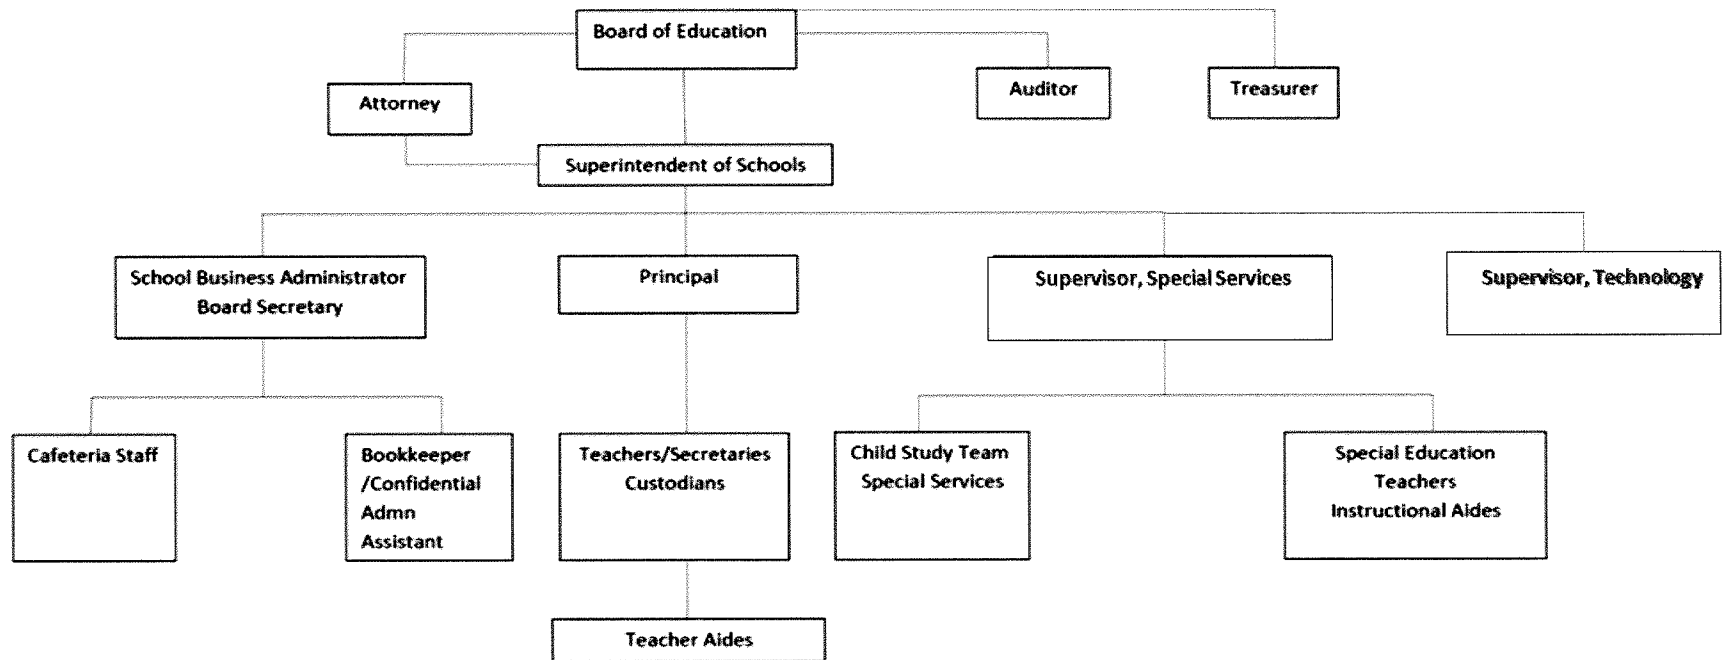 Board of Education
Attorney
Auditor
Treasurer
Superintendent of Schools
School Business Administrator
Board Secretary
Principal
Supervisor, Special Services
Supervisor, Technology
Cafeteria Staff
Bookkeeper
/Confidential
Admn
Assistant
Teachers/Secretaries
Custodians
Child Study Team
Special Services
Special Education
Teachers
Instructional Aides
Teacher Aides